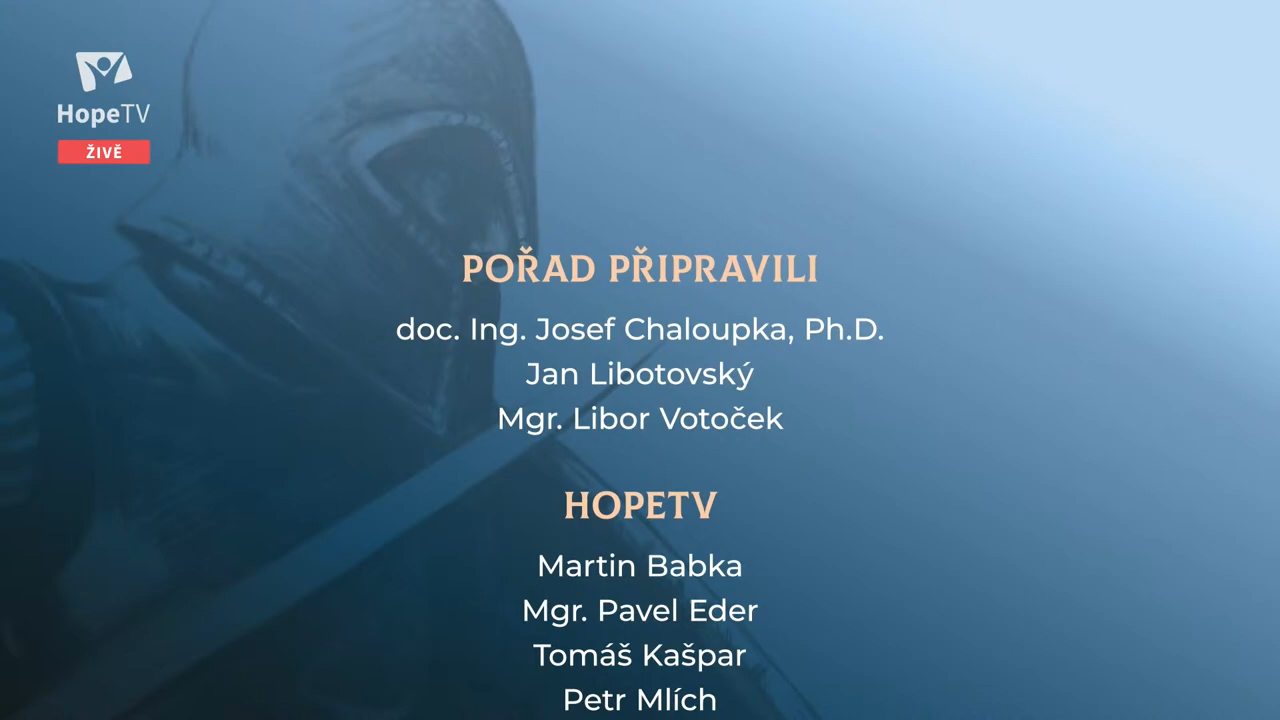 HopeTV
ŽIVĚ
POŘAD PŘIPRAVILI
doc. Ing. Josef Chaloupka, Ph.D.
Jan Libotovský
Mgr. Libor Votoček
HOPETV
Martin Babka
Mgr. Pavel Eder
Tomáš Kašpar
Petr Mlích